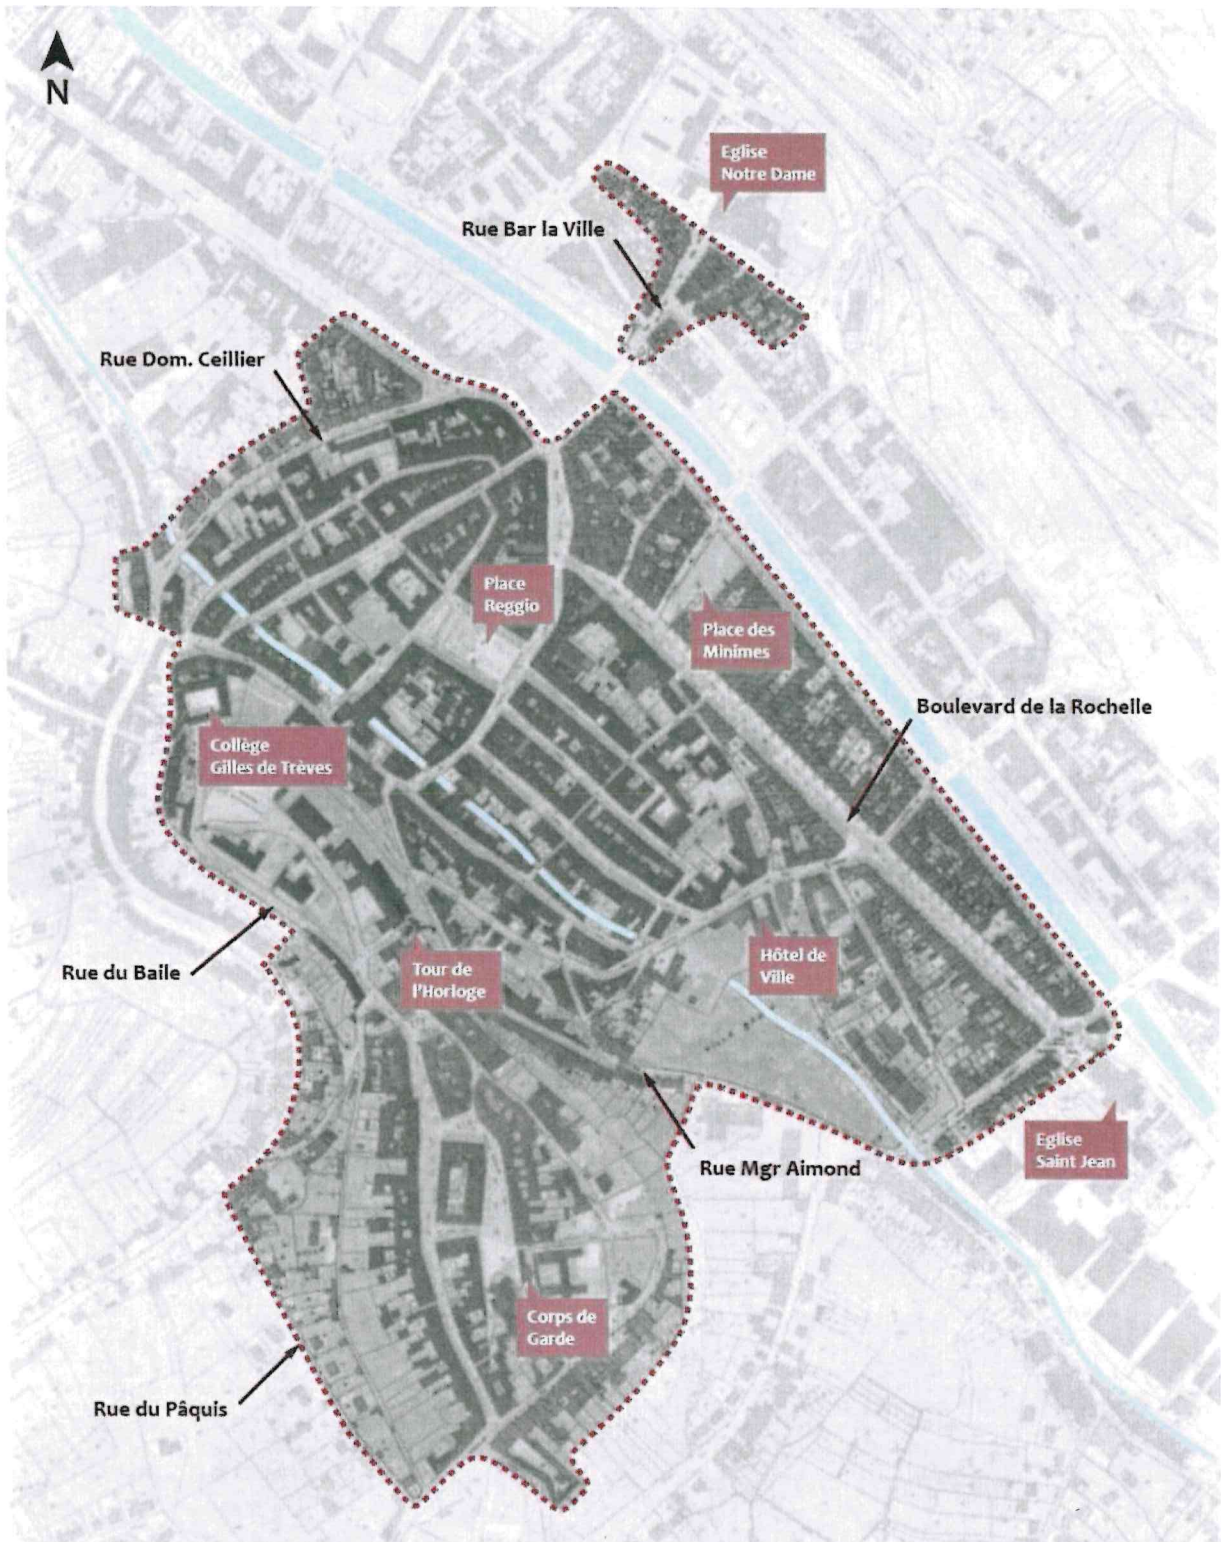 N
Eglise
Notre Dame
Rue Bar la Ville
Rue Dom. Ceillier
Place
Reggio
Place des
Minimes
Boulevard de la Rochelle
Collège
Gilles de Trèves
Rue du Baile
Tour de
l'Horloge
Hôtel de
Ville
Rue Mgr Aimond
Eglise
Saint Jean
Corps de
Garde
Rue du Pâquis